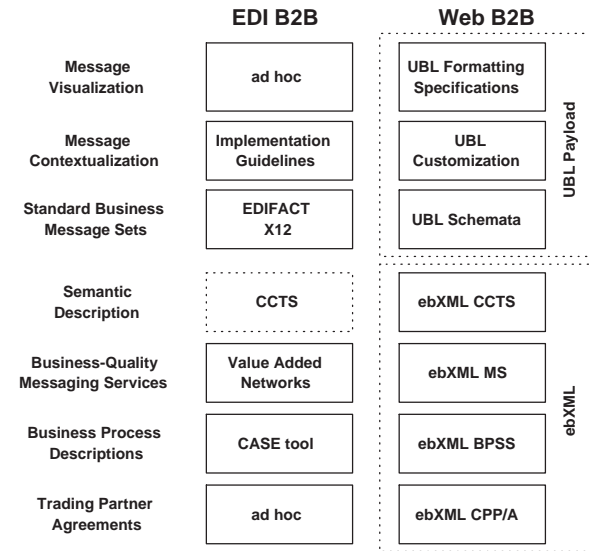 EDI B2B
Web B2B
Message
Visualization
ad hoc
UBL Formatting
Specifications
Message
Contextualization
Implementation
Guidelines
UBL
Customization
Standard Business
Message Sets
EDIFACT
X12
UBL Schemata
UBL Payload
Semantic
Description
CCTS
ebXML CCTS
Business-Quality
Messaging Services
Value Added
Networks
ebXML MS
Business Process
Descriptions
CASE tool
ebXML BPSS
Trading Partner
Agreements
ad hoc
ebXML CPP/A
ebXML